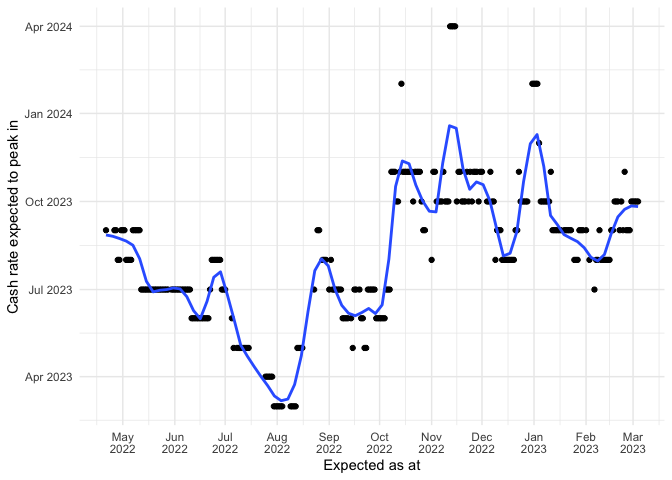 Apr 2024
Jan 2024
Oct 2023
Jul 2023
Apr 2023
Cash rate expected to peak in
May Jun Jul Aug Sep Oct Nov Dec Jan Feb Mar
2022 2022 2022 2022 2022 2022 2022 2022 2023 2023 2023
Expected as at